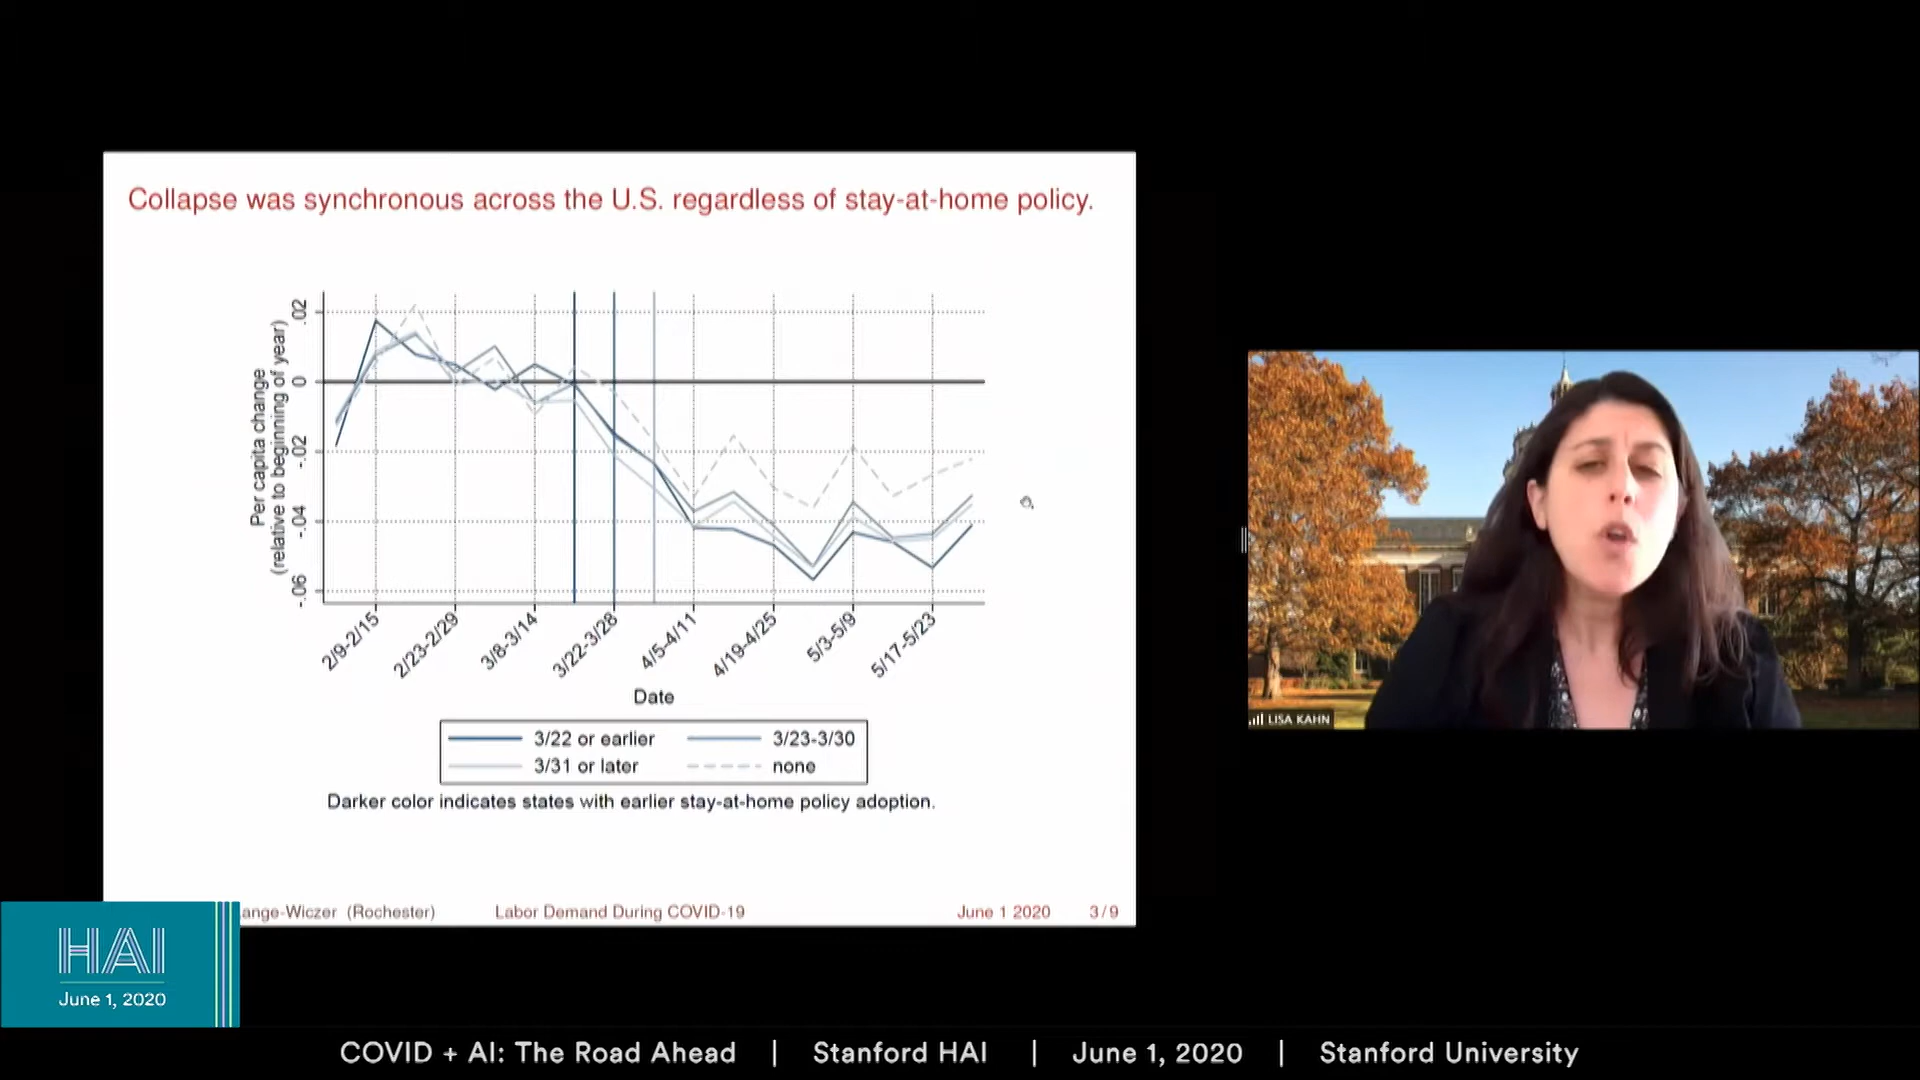 Collapse was synchronous across the U.S. regardless of stay-at-home policy.
Per capita change
(relative to beginning of year)
.02
0
-.02
-.04
-.06
2/9-2/15
2/23-2/29
3/8-3/14
3/22-3/28
4/5-4/11
4/19-4/25
5/3-5/9
5/17-5/23
Date
3/22 or earlier
3/23-3/30
3/31 or later
none
Darker color indicates states with earlier stay-at-home policy adoption.
ange-Wiczer (Rochester)
Labor Demand During COVID-19
June 1 2020
3/9
LISA KAHN
HAI
June 1, 2020
COVID + AI: The Road Ahead | Stanford HAI | June 1, 2020 | Stanford University